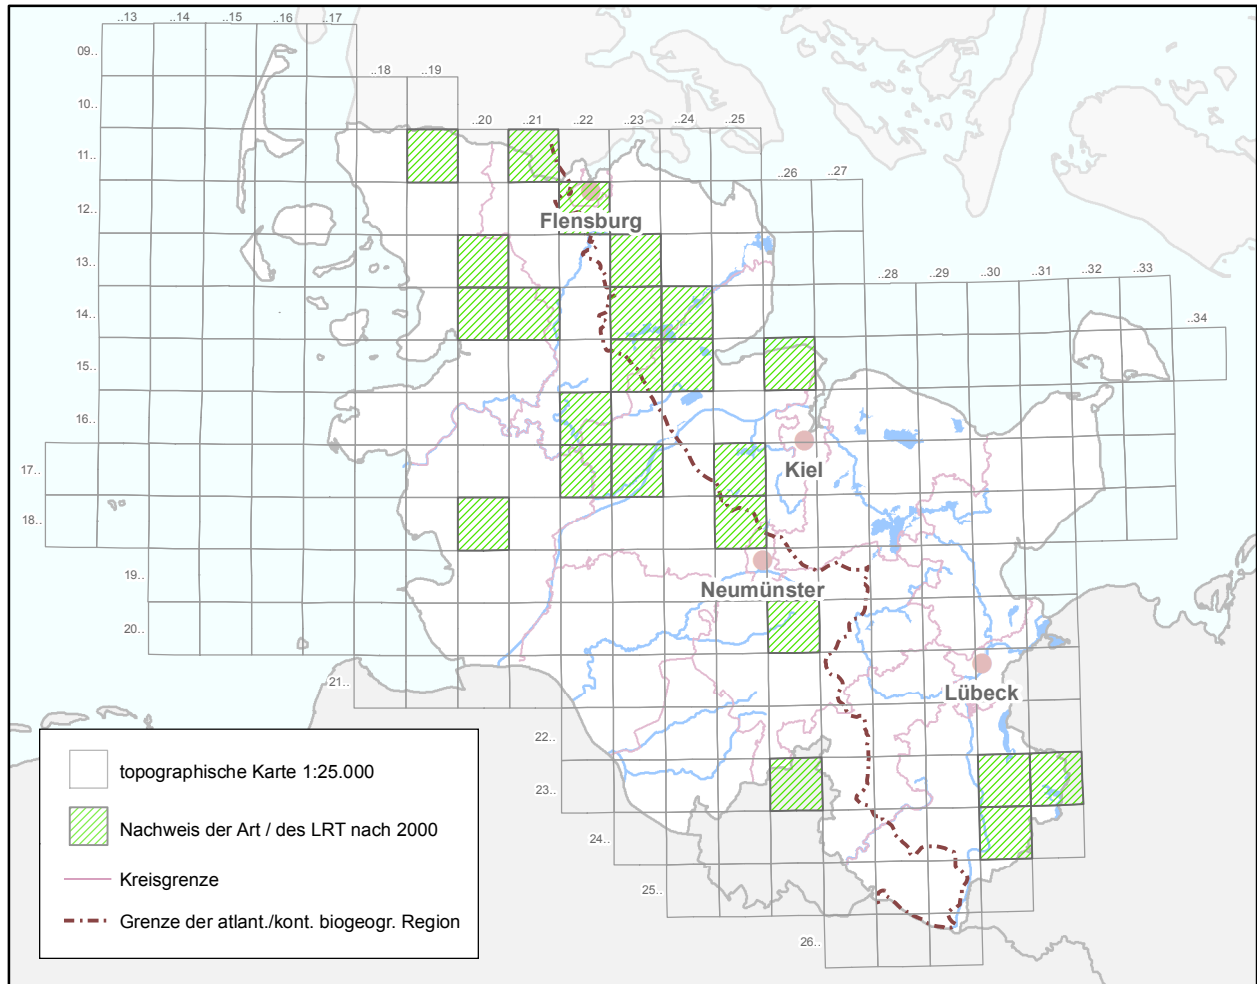 ..13 ..14 ..15 ..16 ..17
09..
..18 ..19
10..
..20 ..21 ..22 ..23 ..24 ..25
11..
..26 ..27
12..
Flensburg
13..
..28 ..29 ..30 ..31 ..32 ..33
14..
..34
15..
16..
Kiel
17..
18..
19..
Neumünster
20..
21..
Lübeck
22..
23..
24..
25..
26..
topographische Karte 1:25.000
Nachweis der Art / des LRT nach 2000
Kreisgrenze
Grenze der atlant./kont. biogeogr. Region